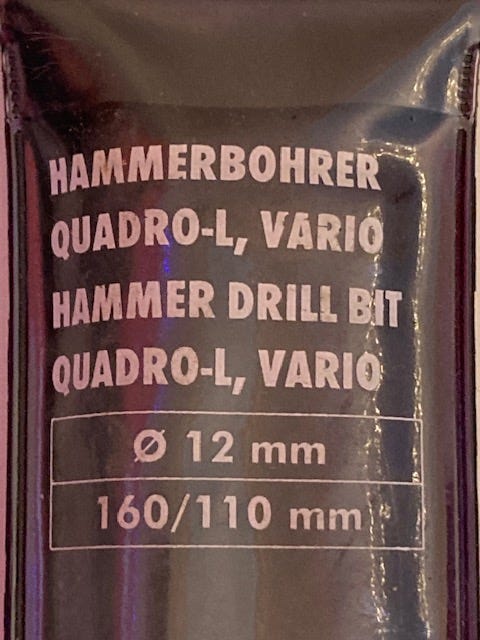 HAMMERBOHRER
QUADRO-L, VARIO
HAMMER DRILL BIT
QUADRO-L, VARIO
Ø 12 mm
160/110 mm